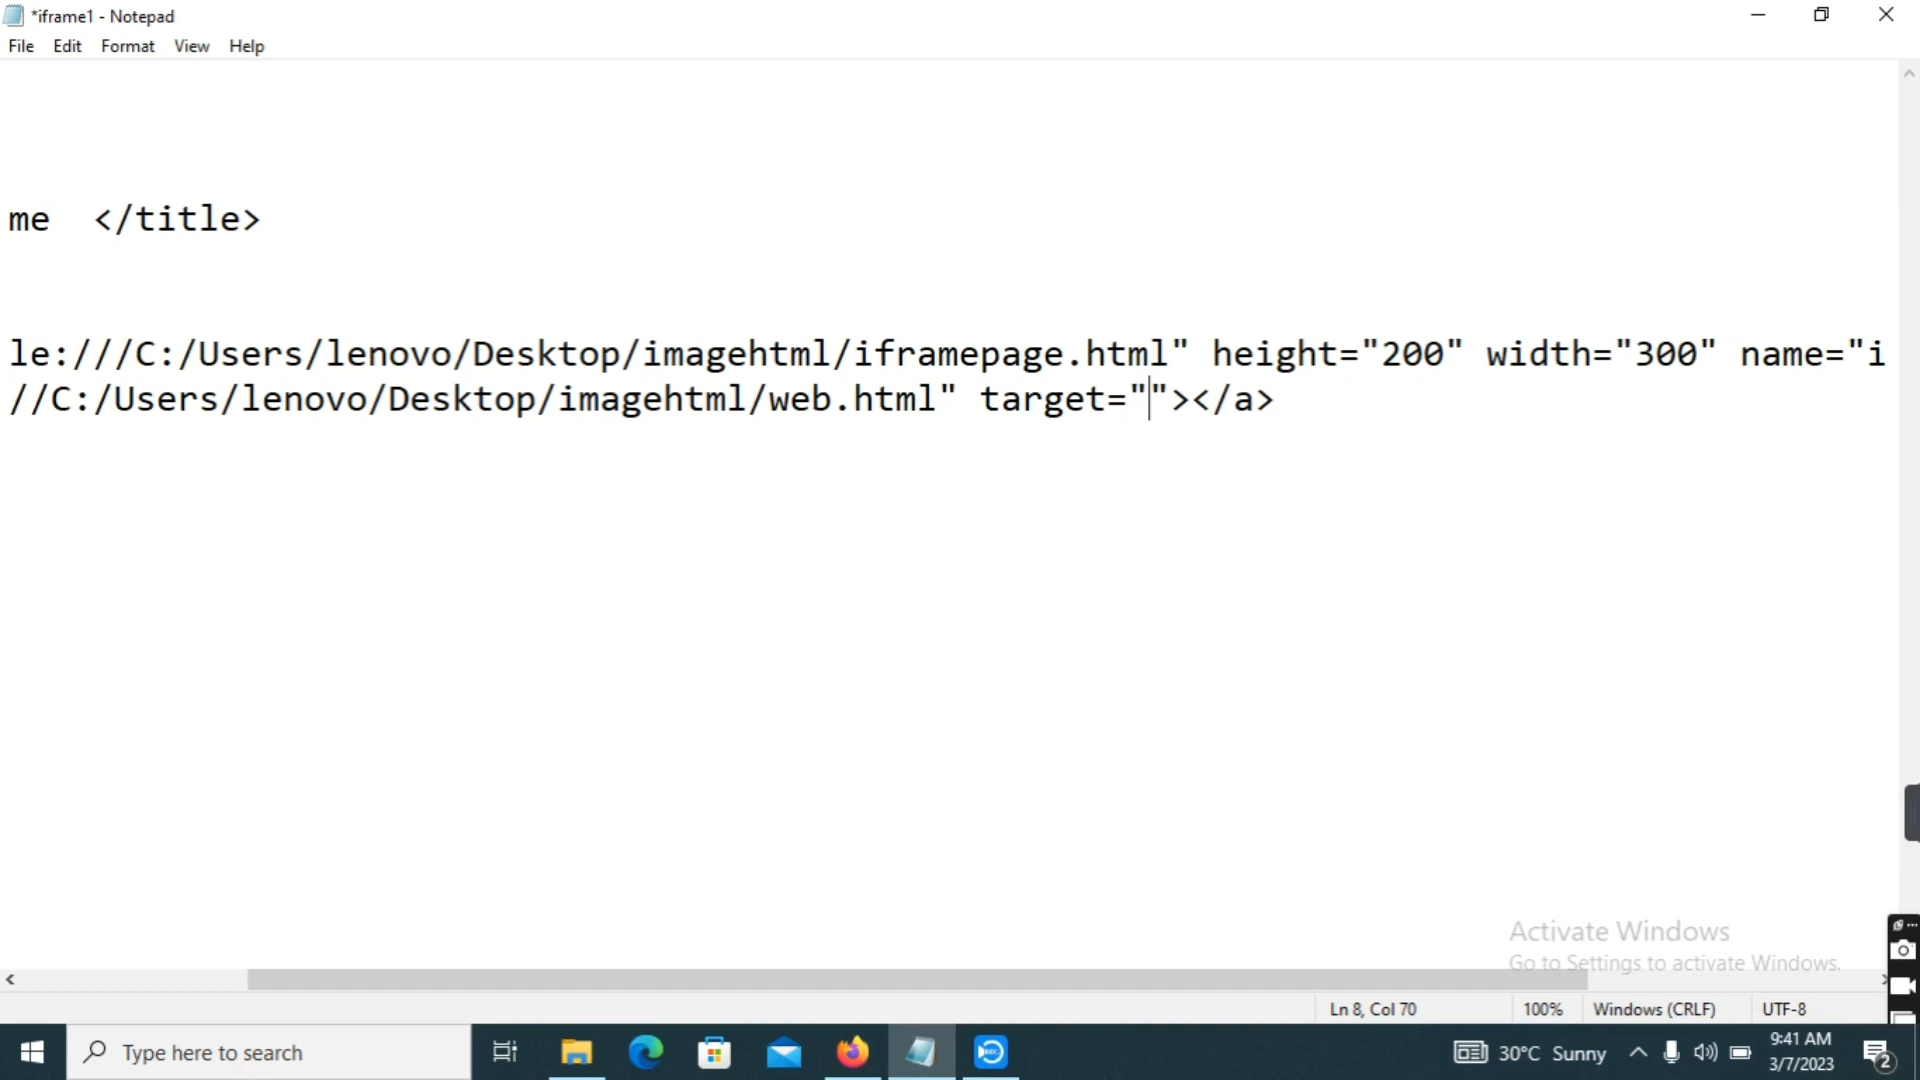 *iframe1 - Notepad
File Edit Format View Help
me  </title>
le:///C:/Users/lenovo/Desktop/imagehtml/iframepage.html" height="200" width="300" name="i
//C:/Users/lenovo/Desktop/imagehtml/web.html" target=""></a>
Activate Windows
Go to Settings to activate Windows.
Ln 8, Col 70 100% Windows (CRLF) UTF-8
Type here to search 30°C Sunny 9:41 AM
3/7/2023 2